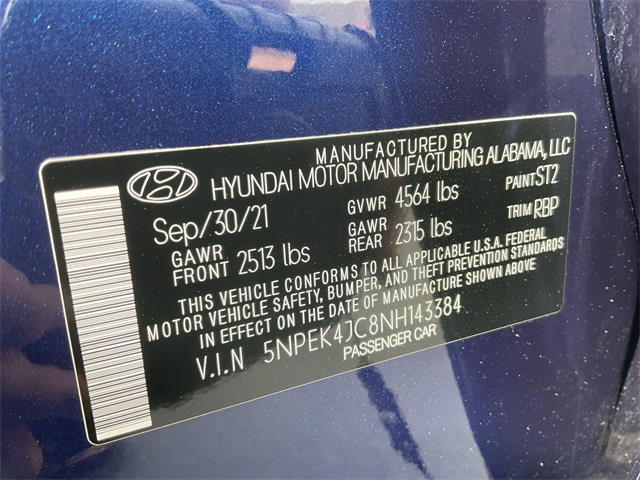 MANUFACTURED BY
HYUNDAI MOTOR MANUFACTURING ALABAMA, LLC
Sep/30/21 GVWR 4564 lbs PAINT ST2
GAWR FRONT 2513 lbs GAWR REAR 2315 lbs TRIM RBP
THIS VEHICLE CONFORMS TO ALL APPLICABLE U.S.A. FEDERAL
MOTOR VEHICLE SAFETY, BUMPER, AND THEFT PREVENTION STANDARDS
IN EFFECT ON THE DATE OF MANUFACTURE SHOWN ABOVE
V.I.N 5NPEK4JC8NH143384
PASSENGER CAR